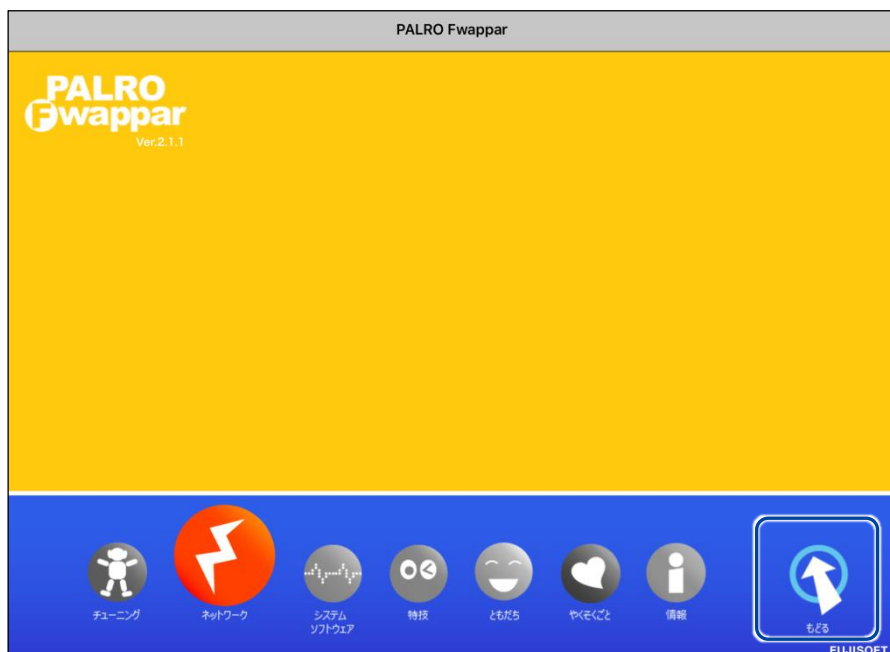 PALRO Fwappar
PALRO
Fwappar
Ver.2.1.1
チューニング
ネットワーク
システム
ソフトウェア
特技
ともだち
やくそくごと
情報
もどる
FUJISOFT